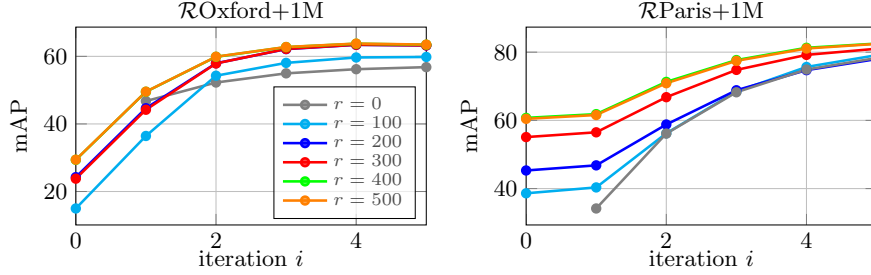 ℛOxford+1M
mAP
60
40
20
0
2
4
iteration i
r = 0
r = 100
r = 200
r = 300
r = 400
r = 500
ℛParis+1M
mAP
80
60
40
0
2
4
iteration i